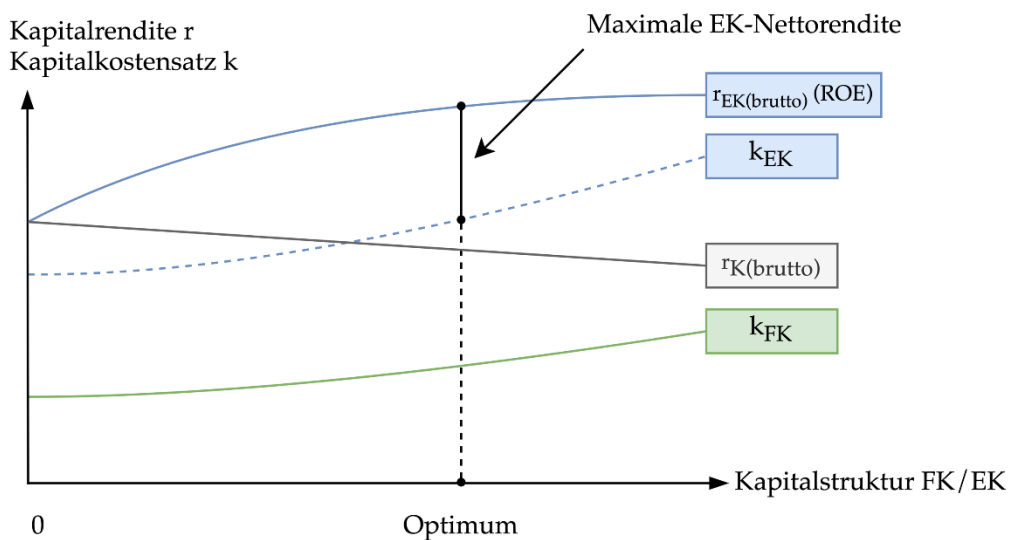 Kapitalrendite r
Kapitalkostensatz k
Maximale EK-Nettorendite
rEK(brutto) (ROE)
kEK
rK(brutto)
kFK
Kapitalstruktur FK/EK
0
Optimum